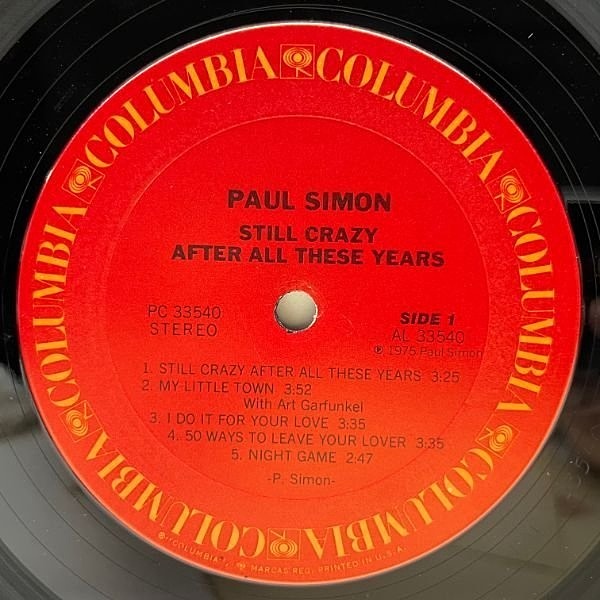 COLUMBIA COLUMBIA COLUMBIA COLUMBIA COLUMBIA COLUMBIA COLUMBIA
PAUL SIMON
STILL CRAZY
AFTER ALL THESE YEARS
PC 33540
STEREO
SIDE 1
AL 33540
℗ 1975 Paul Simon
1. STILL CRAZY AFTER ALL THESE YEARS 3:25
2. MY LITTLE TOWN 3:52
With Art Garfunkel
3. I DO IT FOR YOUR LOVE 3:35
4. 50 WAYS TO LEAVE YOUR LOVER 3:35
5. NIGHT GAME 2:47
-P. Simon-
MARCAS REG. PRINTED IN U.S.A.